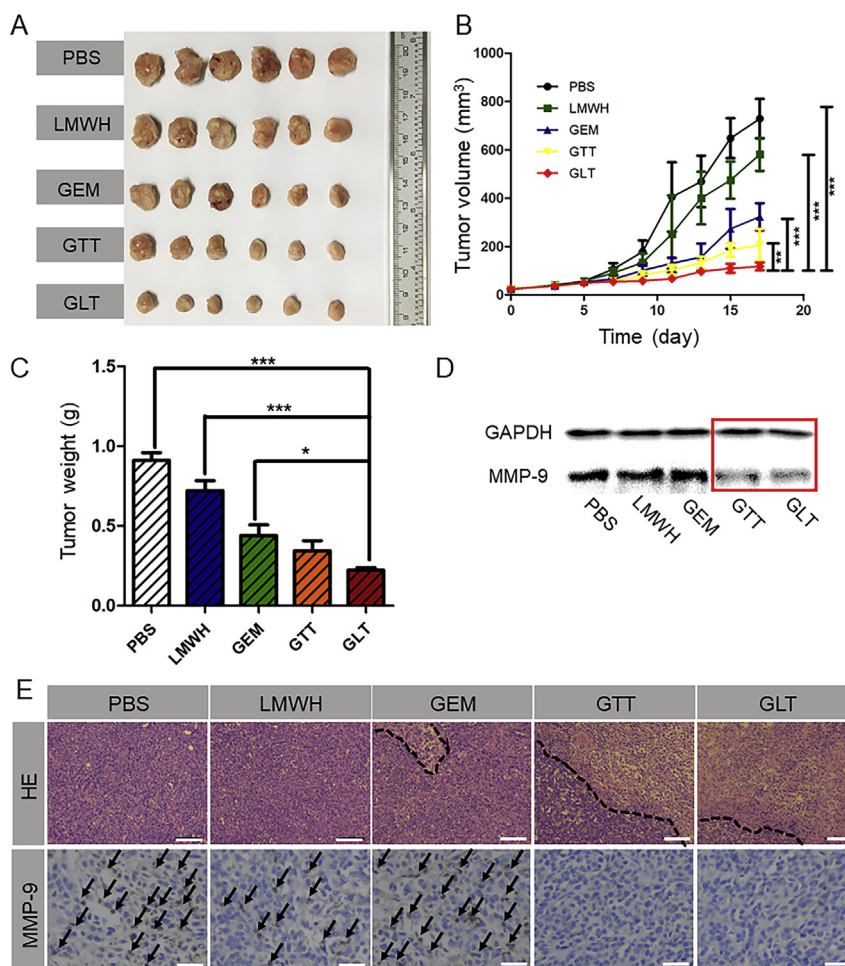 A
PBS
LMWH
GEM
GTT
GLT
B
Tumor volume (mm³)
1000
800
600
400
200
0
0 5 10 15 20
Time (day)
PBS
LMWH
GEM
GTT
GLT
**
***
***
***
C
Tumor weight (g)
1.5
1.0
0.5
0.0
***
***
*
PBS LMWH GEM GTT GLT
D
GAPDH
MMP-9
PBS LMWH GEM GTT GLT
E
PBS LMWH GEM GTT GLT
HE
MMP-9